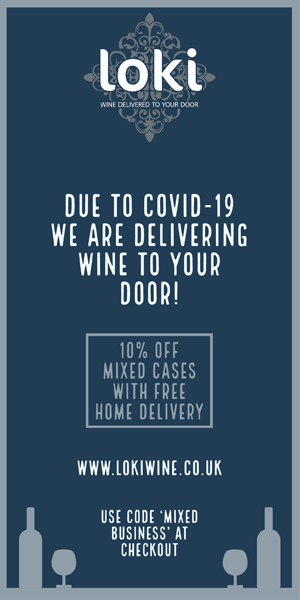 loki
WINE DELIVERED TO YOUR DOOR
DUE TO COVID-19
WE ARE DELIVERING
WINE TO YOUR
DOOR!
10% OFF
MIXED CASES
WITH FREE
HOME DELIVERY
WWW.LOKIWINE.CO.UK
USE CODE 'MIXED
BUSINESS' AT
CHECKOUT